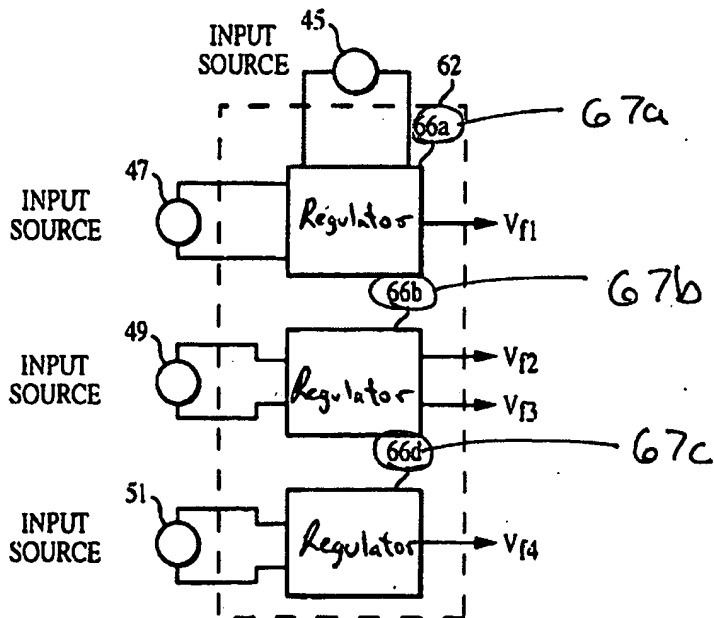 45
INPUT
SOURCE
62
66a
67a
47
INPUT
SOURCE
Regulator
Vf1
66b
67b
49
INPUT
SOURCE
Regulator
Vf2
Vf3
66d
67c
51
INPUT
SOURCE
Regulator
Vf4